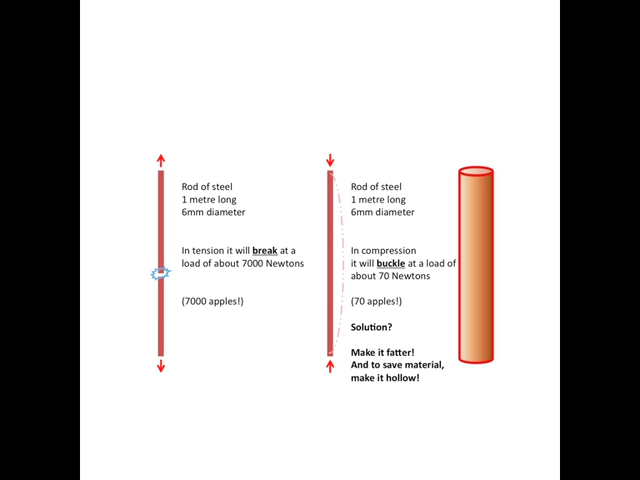 Rod of steel
1 metre long
6mm diameter
In tension it will break at a
load of about 7000 Newtons
(7000 apples!)
Rod of steel
1 metre long
6mm diameter
In compression
it will buckle at a load of
about 70 Newtons
(70 apples!)
Solution?
Make it fatter!
And to save material,
make it hollow!